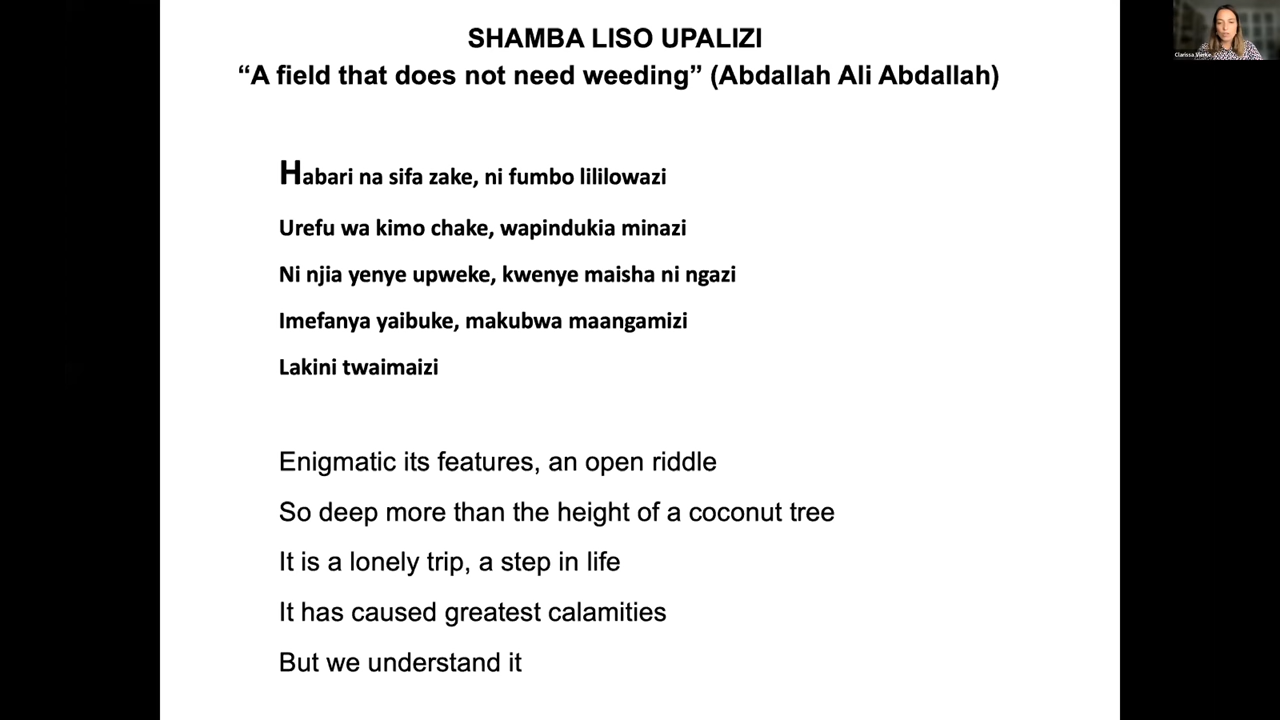 SHAMBA LISO UPALIZI
“A field that does not need weeding” (Abdallah Ali Abdallah)
Habari na sifa zake, ni fumbo lililowazi
Urefu wa kimo chake, wapindukia minazi
Ni njia yenye upweke, kwenye maisha ni ngazi
Imefanya yaibuke, makubwa maangamizi
Lakini twaimaizi
Enigmatic its features, an open riddle
So deep more than the height of a coconut tree
It is a lonely trip, a step in life
It has caused greatest calamities
But we understand it
Clarissa